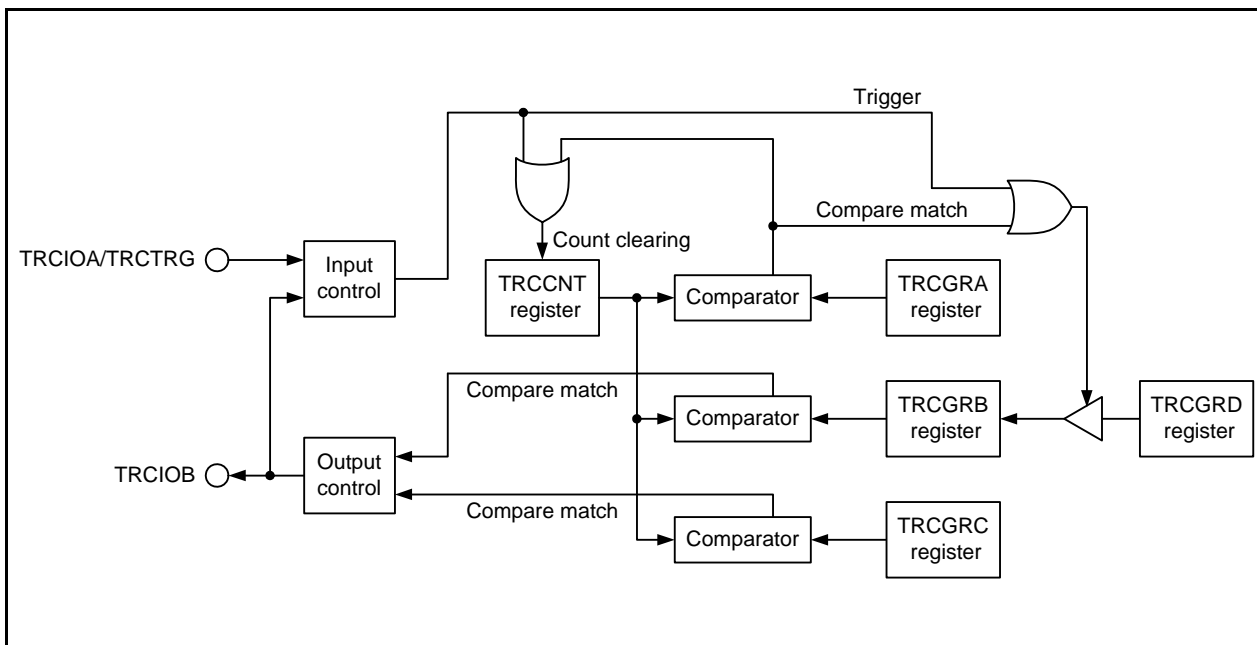 Trigger
Compare match
Count clearing
TRCIOA/TRCTRG
Input
control
TRCCNT
register
Comparator
TRCGRA
register
Compare match
Comparator
TRCGRB
register
TRCGRD
register
TRCIOB
Output
control
Compare match
Comparator
TRCGRC
register